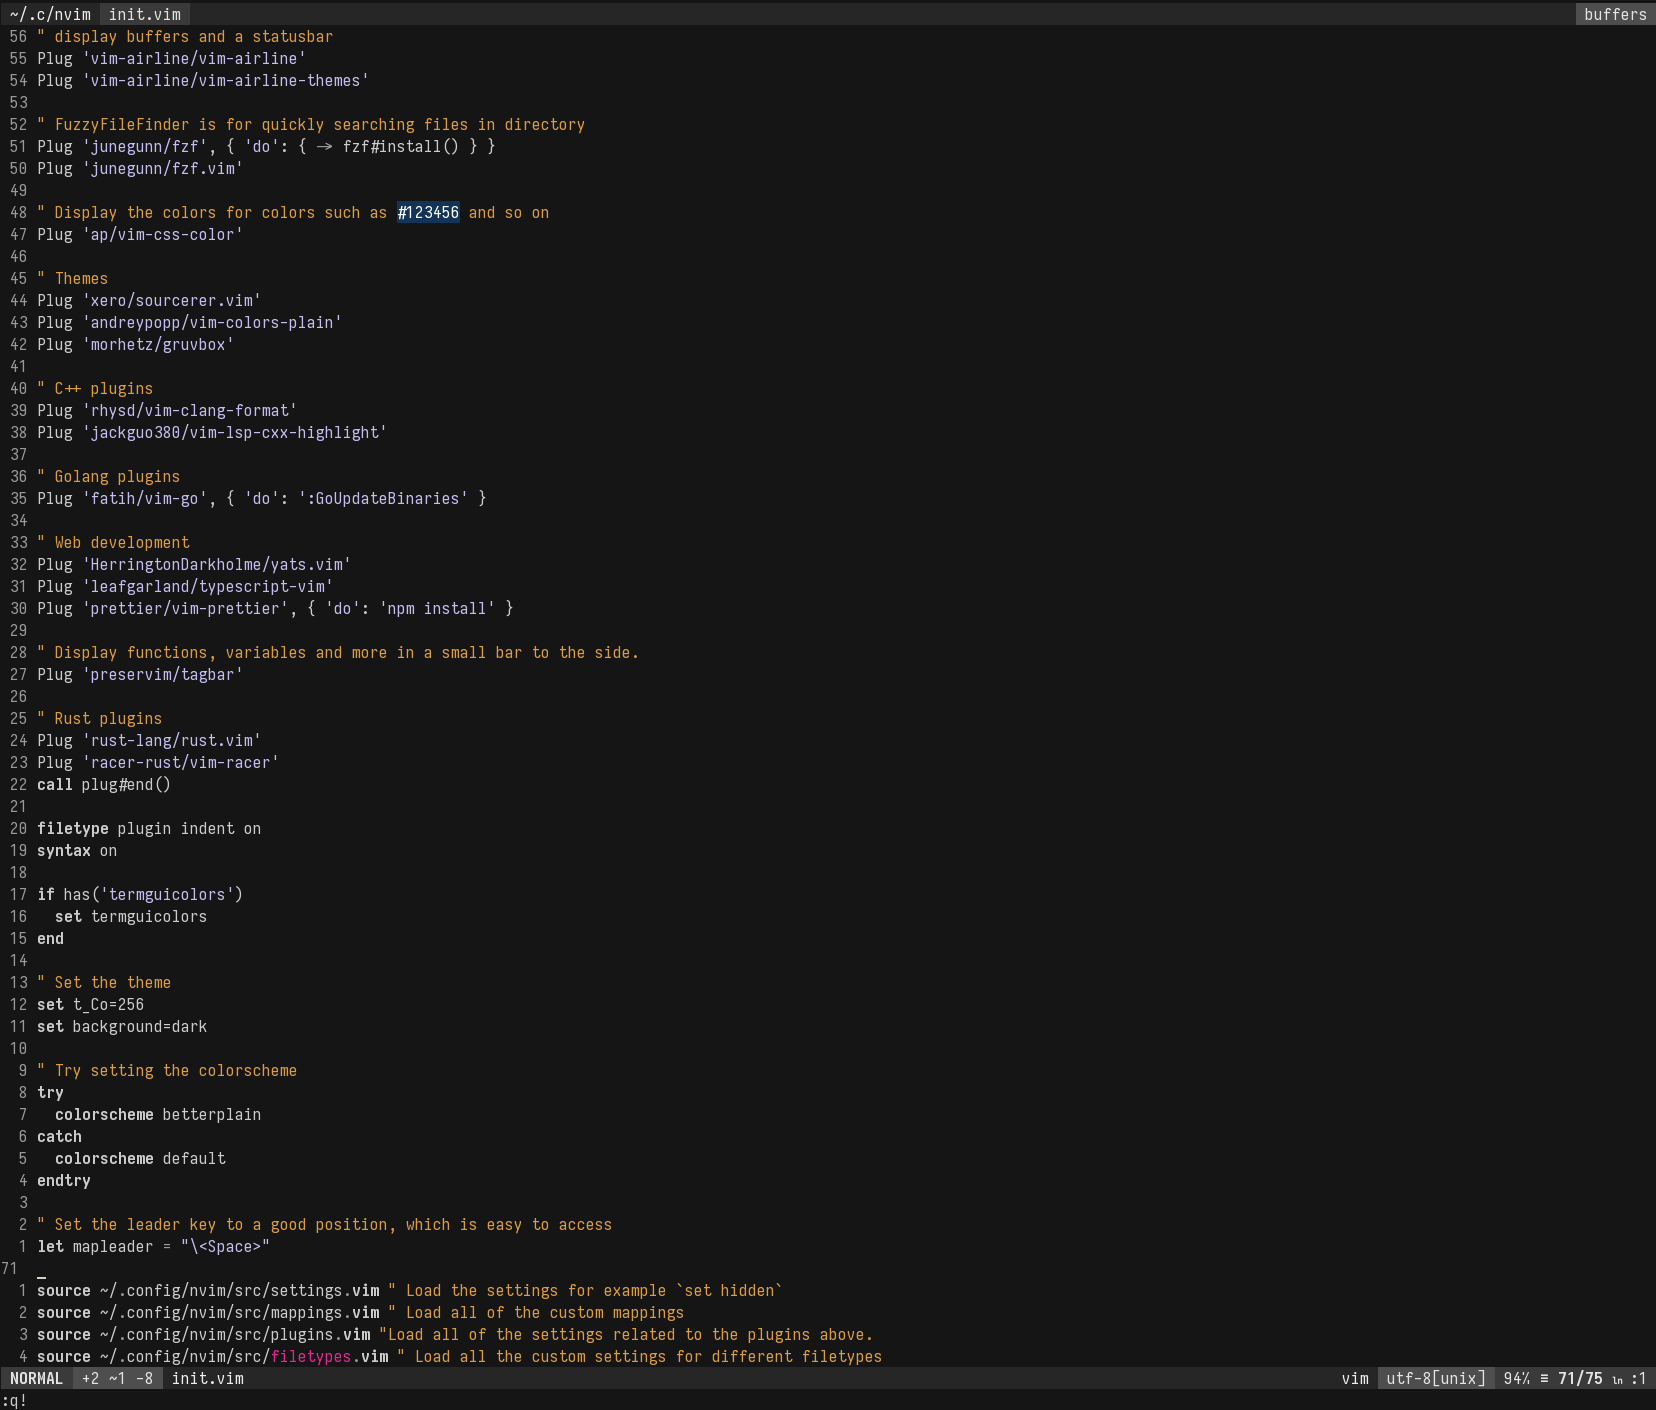 ~/.c/nvim init.vim buffers
56 " display buffers and a statusbar
55 Plug 'vim-airline/vim-airline'
54 Plug 'vim-airline/vim-airline-themes'
53
52 " FuzzyFileFinder is for quickly searching files in directory
51 Plug 'junegunn/fzf', { 'do': { -> fzf#install() } }
50 Plug 'junegunn/fzf.vim'
49
48 " Display the colors for colors such as #123456 and so on
47 Plug 'ap/vim-css-color'
46
45 " Themes
44 Plug 'xero/sourcerer.vim'
43 Plug 'andreypopp/vim-colors-plain'
42 Plug 'morhetz/gruvbox'
41
40 " C++ plugins
39 Plug 'rhysd/vim-clang-format'
38 Plug 'jackguo380/vim-lsp-cxx-highlight'
37
36 " Golang plugins
35 Plug 'fatih/vim-go', { 'do': ':GoUpdateBinaries' }
34
33 " Web development
32 Plug 'HerringtonDarkholme/yats.vim'
31 Plug 'leafgarland/typescript-vim'
30 Plug 'prettier/vim-prettier', { 'do': 'npm install' }
29
28 " Display functions, variables and more in a small bar to the side.
27 Plug 'preservim/tagbar'
26
25 " Rust plugins
24 Plug 'rust-lang/rust.vim'
23 Plug 'racer-rust/vim-racer'
22 call plug#end()
21
20 filetype plugin indent on
19 syntax on
18
17 if has('termguicolors')
16   set termguicolors
15 end
14
13 " Set the theme
12 set t_Co=256
11 set background=dark
10
9 " Try setting the colorscheme
8 try
7   colorscheme betterplain
6 catch
5   colorscheme default
4 endtry
3
2 " Set the leader key to a good position, which is easy to access
1 let mapleader = "\<Space>"
71
1 source ~/.config/nvim/src/settings.vim " Load the settings for example `set hidden`
2 source ~/.config/nvim/src/mappings.vim " Load all of the custom mappings
3 source ~/.config/nvim/src/plugins.vim "Load all of the settings related to the plugins above.
4 source ~/.config/nvim/src/filetypes.vim " Load all the custom settings for different filetypes
NORMAL +2 ~1 -8 init.vim vim utf-8[unix] 94% ≡ 71/75 ㏑ :1
:q!